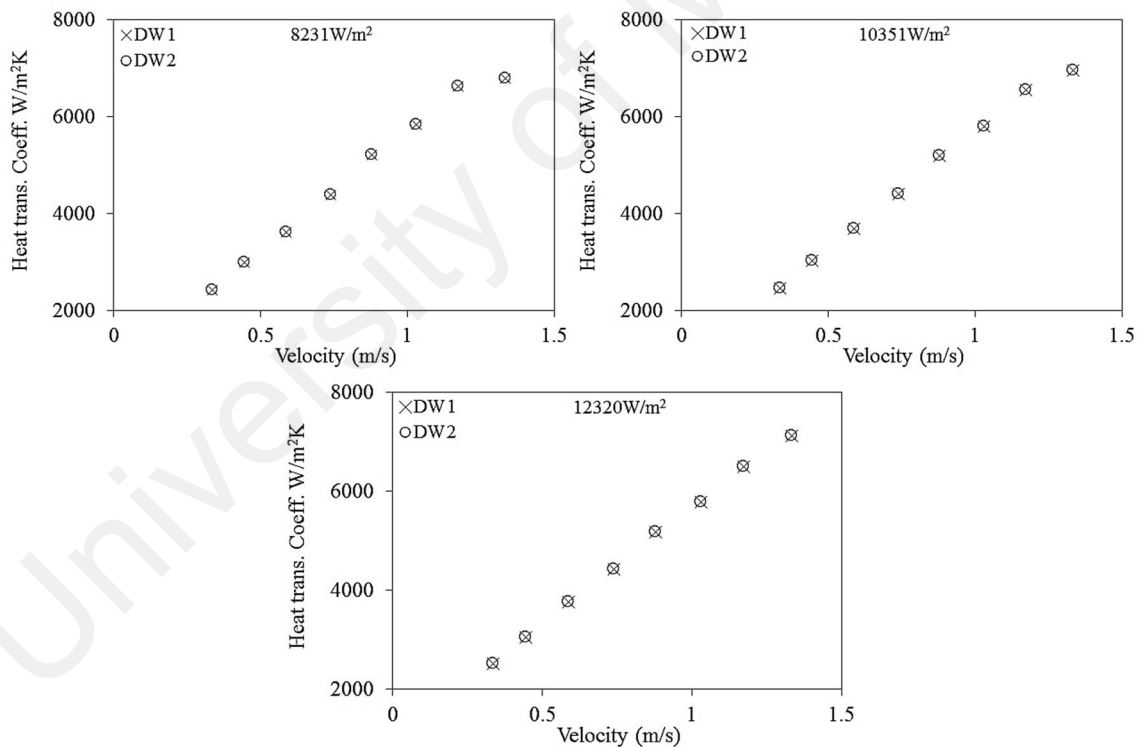 8000
6000
4000
2000
0
0.5
1
1.5
Heat trans. Coeff. W/m²K
Velocity (m/s)
×DW1
○DW2
8231W/m²
8000
6000
4000
2000
0
0.5
1
1.5
Heat trans. Coeff. W/m²K
Velocity (m/s)
×DW1
○DW2
10351W/m²
8000
6000
4000
2000
0
0.5
1
1.5
Heat trans. Coeff. W/m²K
Velocity (m/s)
×DW1
○DW2
12320W/m²
University of M